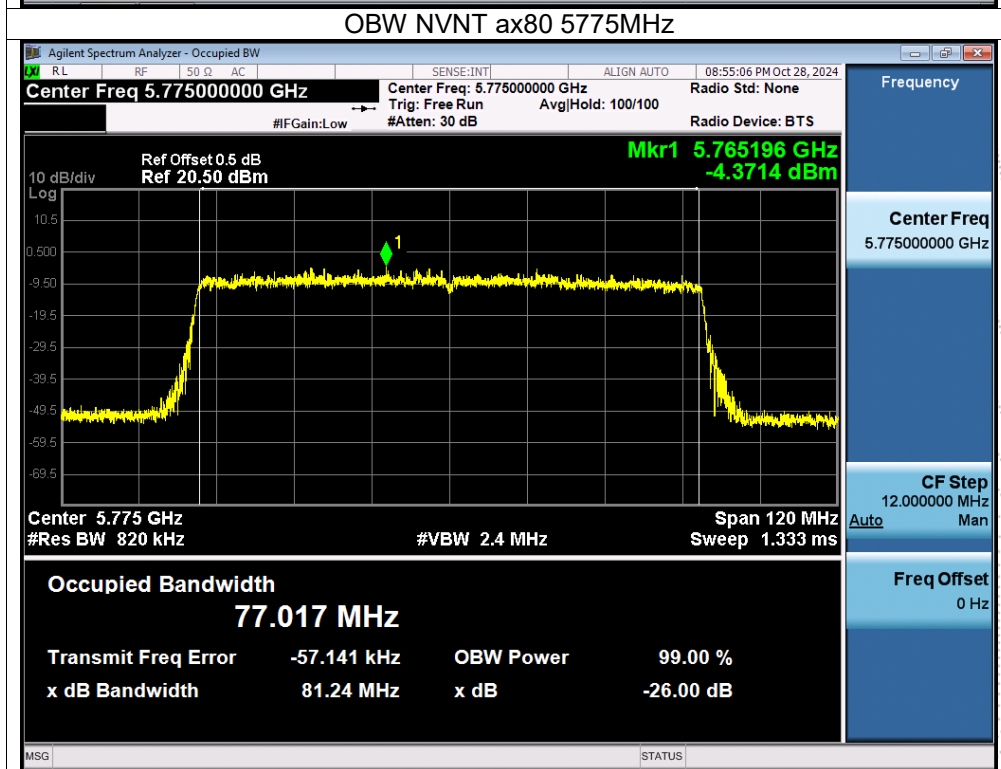 OBW NVNT ax80 5775MHz
Agilent Spectrum Analyzer - Occupied BW
LXI RL RF 50 Ω AC SENSE:INT ALIGN AUTO 08:55:06 PM Oct 28, 2024
Center Freq 5.775000000 GHz
Center Freq: 5.775000000 GHz Radio Std: None
Trig: Free Run Avg|Hold: 100/100
#IFGain:Low #Atten: 30 dB Radio Device: BTS
Mkr1 5.765196 GHz
-4.3714 dBm
Ref Offset 0.5 dB
10 dB/div Ref 20.50 dBm
Log
10.5
0.500
-9.50
-19.5
-29.5
-39.5
-49.5
-59.5
-69.5
1
Center 5.775 GHz Span 120 MHz
#Res BW 820 kHz #VBW 2.4 MHz Sweep 1.333 ms
Occupied Bandwidth
77.017 MHz
Transmit Freq Error -57.141 kHz OBW Power 99.00 %
x dB Bandwidth 81.24 MHz x dB -26.00 dB
MSG STATUS
Frequency
Center Freq
5.775000000 GHz
CF Step
12.000000 MHz
Auto Man
Freq Offset
0 Hz